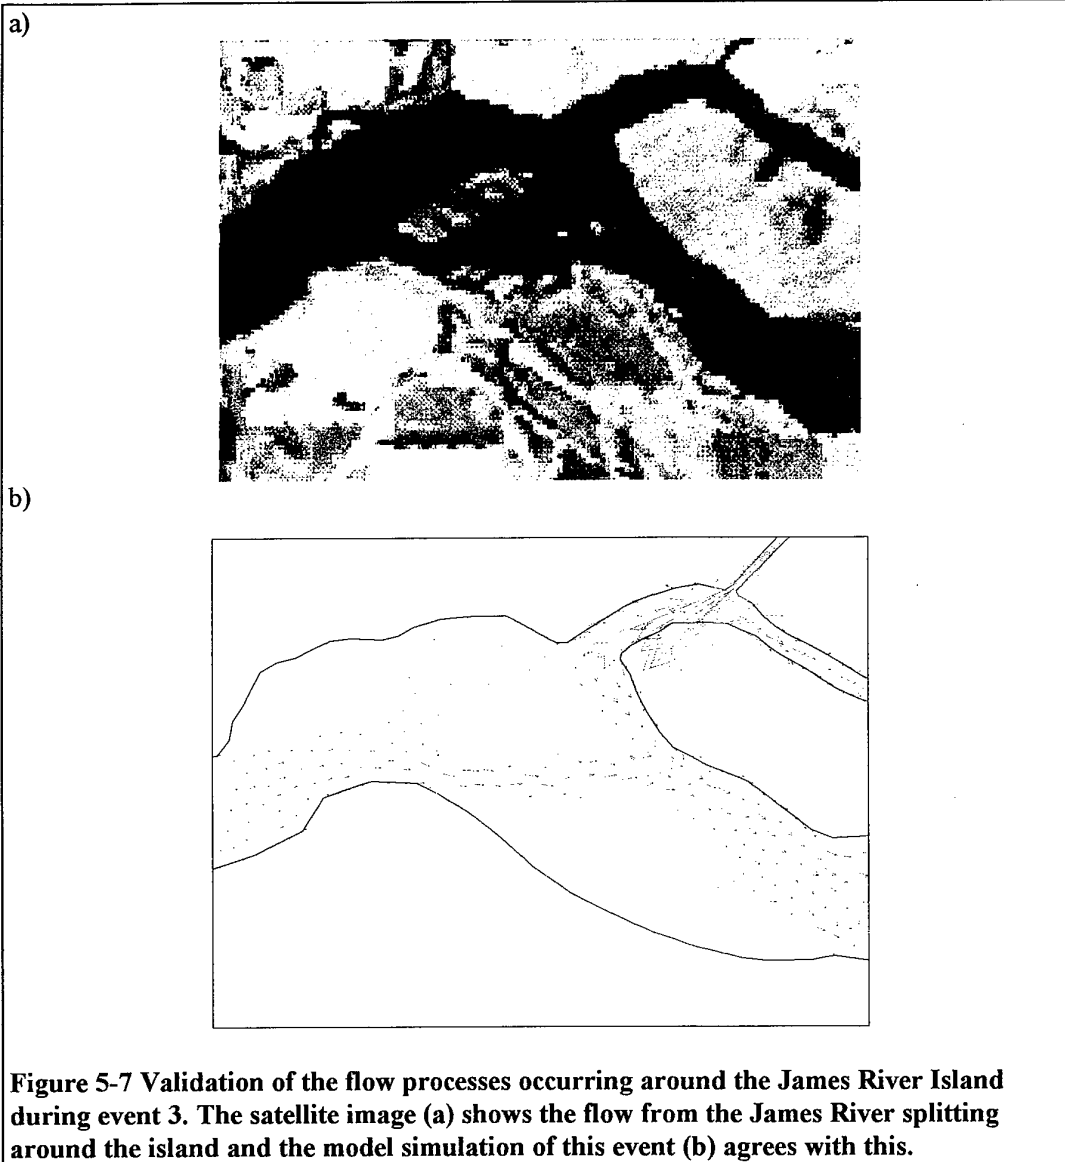 a)
b)
Figure 5-7 Validation of the flow processes occurring around the James River Island
during event 3. The satellite image (a) shows the flow from the James River splitting
around the island and the model simulation of this event (b) agrees with this.